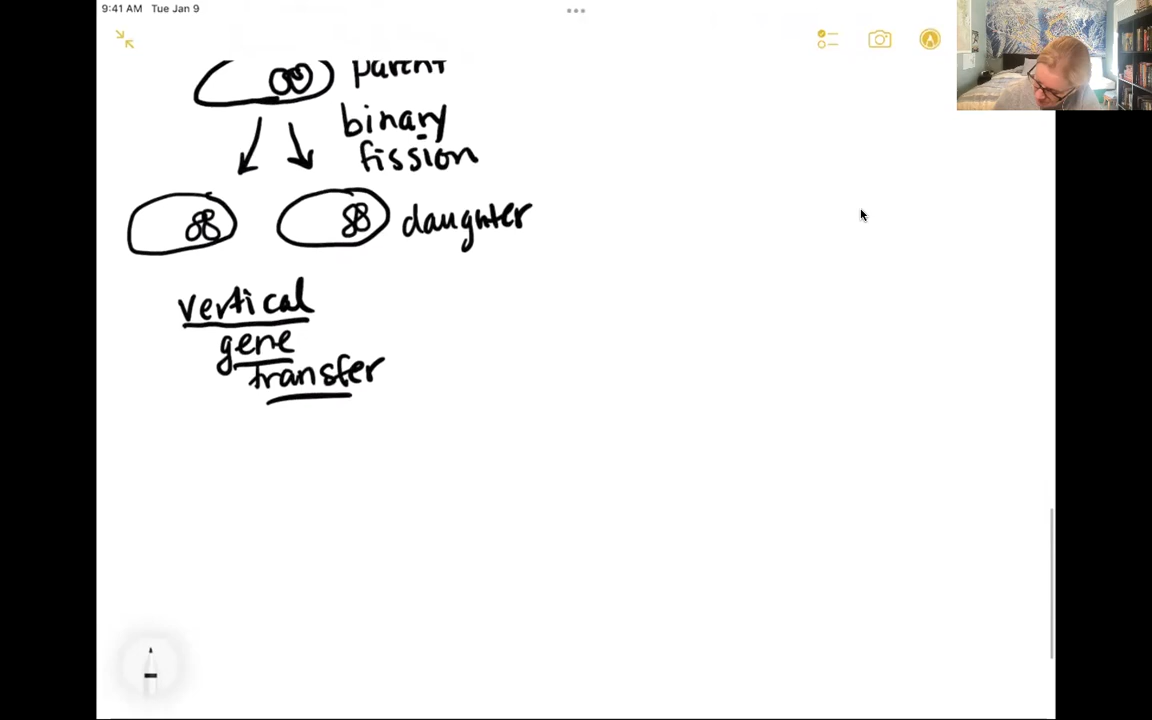 9:41 AM Tue Jan 9
parent
binary
fission
daughter
vertical
gene
transfer